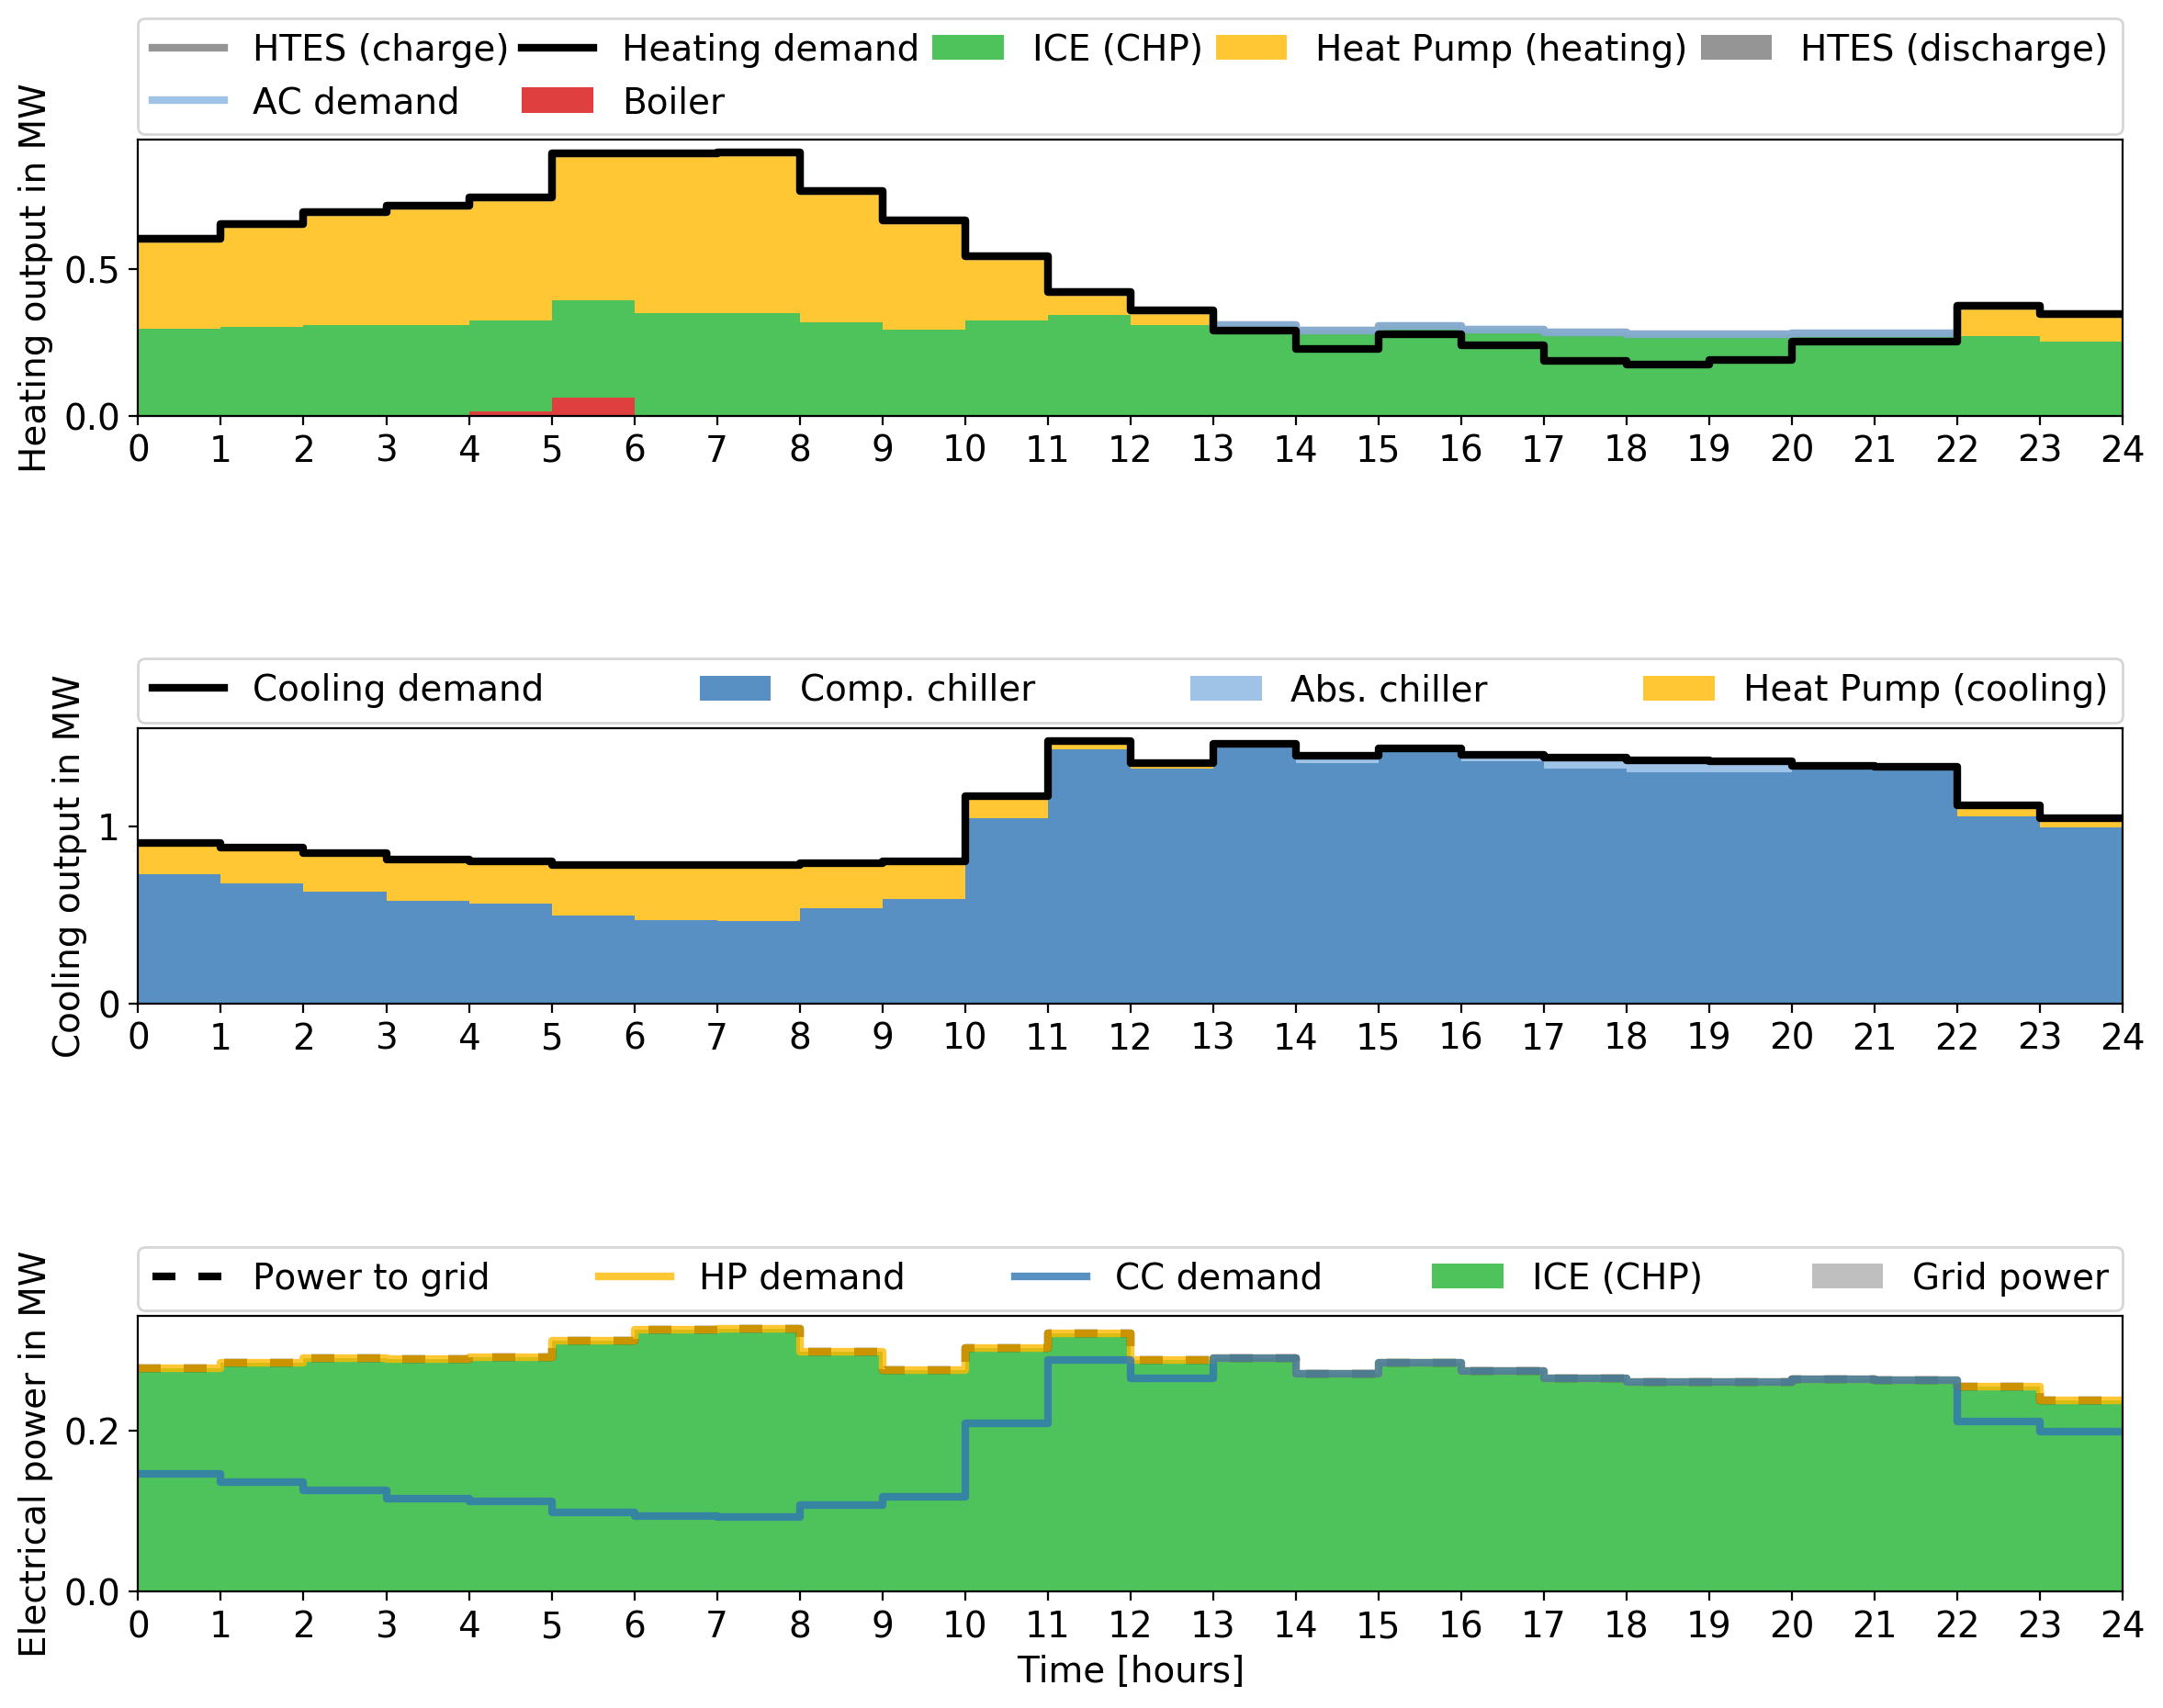 HTES (charge) Heating demand ICE (CHP) Heat Pump (heating) HTES (discharge)
AC demand Boiler
Heating output in MW
0.5
0.0
0 1 2 3 4 5 6 7 8 9 10 11 12 13 14 15 16 17 18 19 20 21 22 23 24
Cooling demand Comp. chiller Abs. chiller Heat Pump (cooling)
Cooling output in MW
1
0
0 1 2 3 4 5 6 7 8 9 10 11 12 13 14 15 16 17 18 19 20 21 22 23 24
Power to grid HP demand CC demand ICE (CHP) Grid power
Electrical power in MW
0.2
0.0
0 1 2 3 4 5 6 7 8 9 10 11 12 13 14 15 16 17 18 19 20 21 22 23 24
Time [hours]